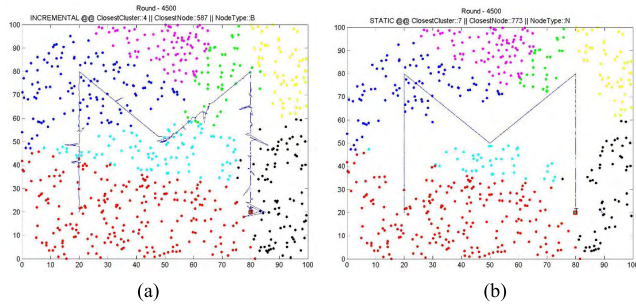 Round - 4500
INCREMENTAL @@ ClosestCluster::4 || ClosestNode::587 || NodeType::B
100
90
80
70
60
50
40
30
20
10
0
0 10 20 30 40 50 60 70 80 90 100
(a)
Round - 4500
STATIC @@ ClosestCluster::7 || ClosestNode::773 || NodeType::N
100
90
80
70
60
50
40
30
20
10
0
0 10 20 30 40 50 60 70 80 90 100
(b)